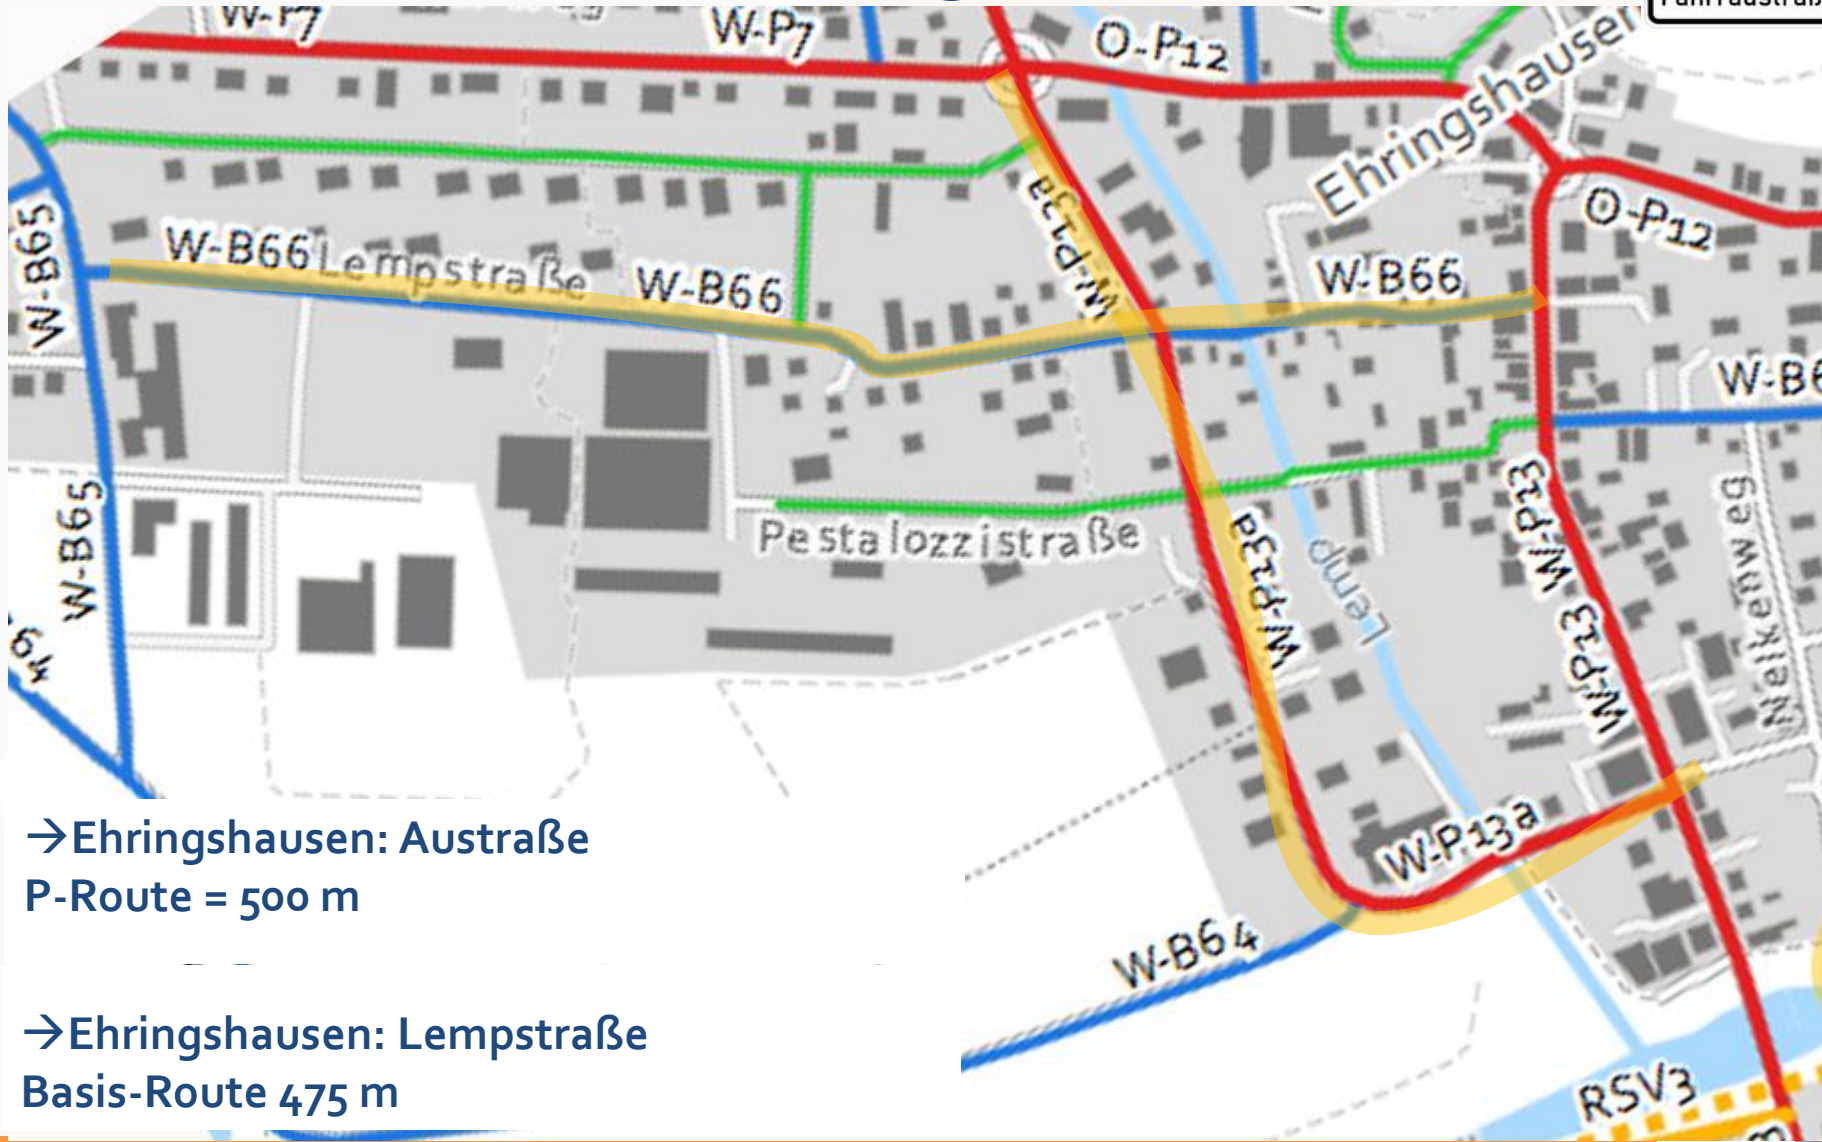 W-P7
W-P7
O-P12
Ehringshausen
O-P12
W-B65
W-B66
Lempstraße
W-B66
W-P13a
W-B66
W-B6
W-B65
Pestalozzistraße
W-P13a
Lemp
W-P13
W-P13
Nelkenweg
W-P13a
W-B64
RSV3
→Ehringshausen: Austraße
P-Route = 500 m
→Ehringshausen: Lempstraße
Basis-Route 475 m